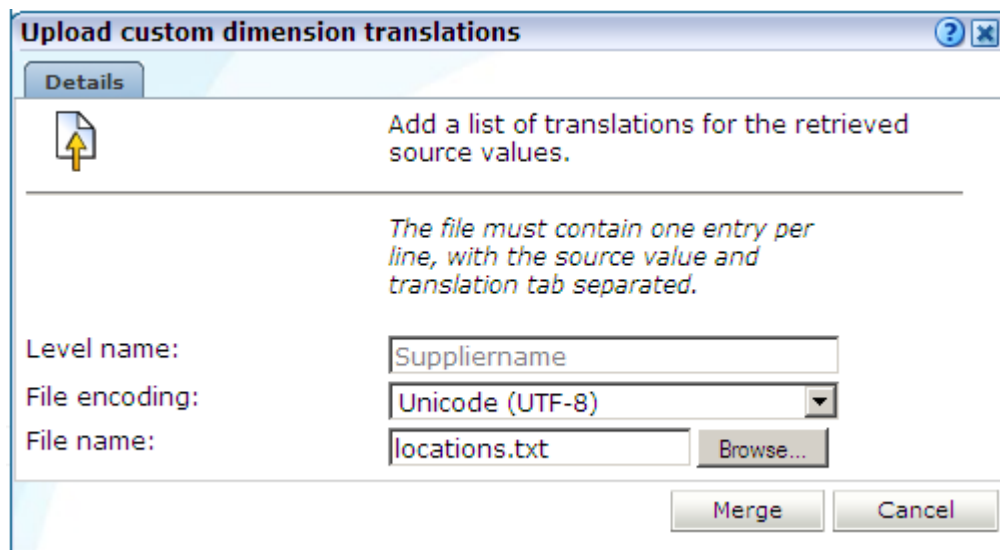 Upload custom dimension translations
Details
Add a list of translations for the retrieved
source values.
The file must contain one entry per
line, with the source value and
translation tab separated.
Level name:
Suppliername
File encoding:
Unicode (UTF-8)
File name:
locations.txt
Browse...
Merge
Cancel